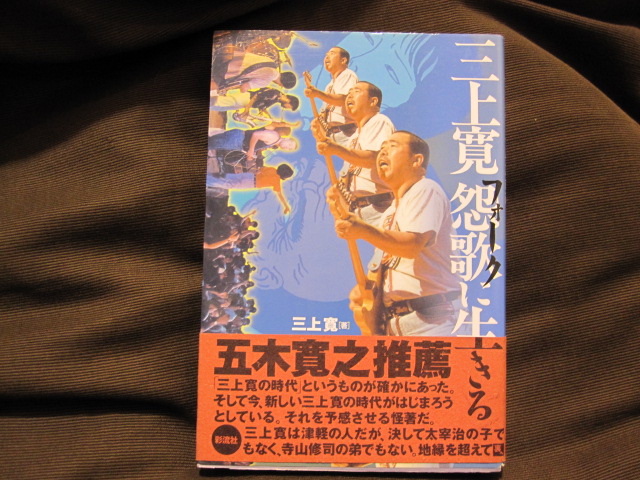 三上寛 怨歌に生きる
フォーク
三上 寛[著]
五木寛之推薦
「三上寛の時代」というものが確かにあった。
そして今、新しい三上寛の時代がはじまろう
としている。それを予感させる怪著だ。
彩流社
三上寛は津軽の人だが、決して太宰治の子で
もなく、寺山修司の弟でもない。地縁を超えて